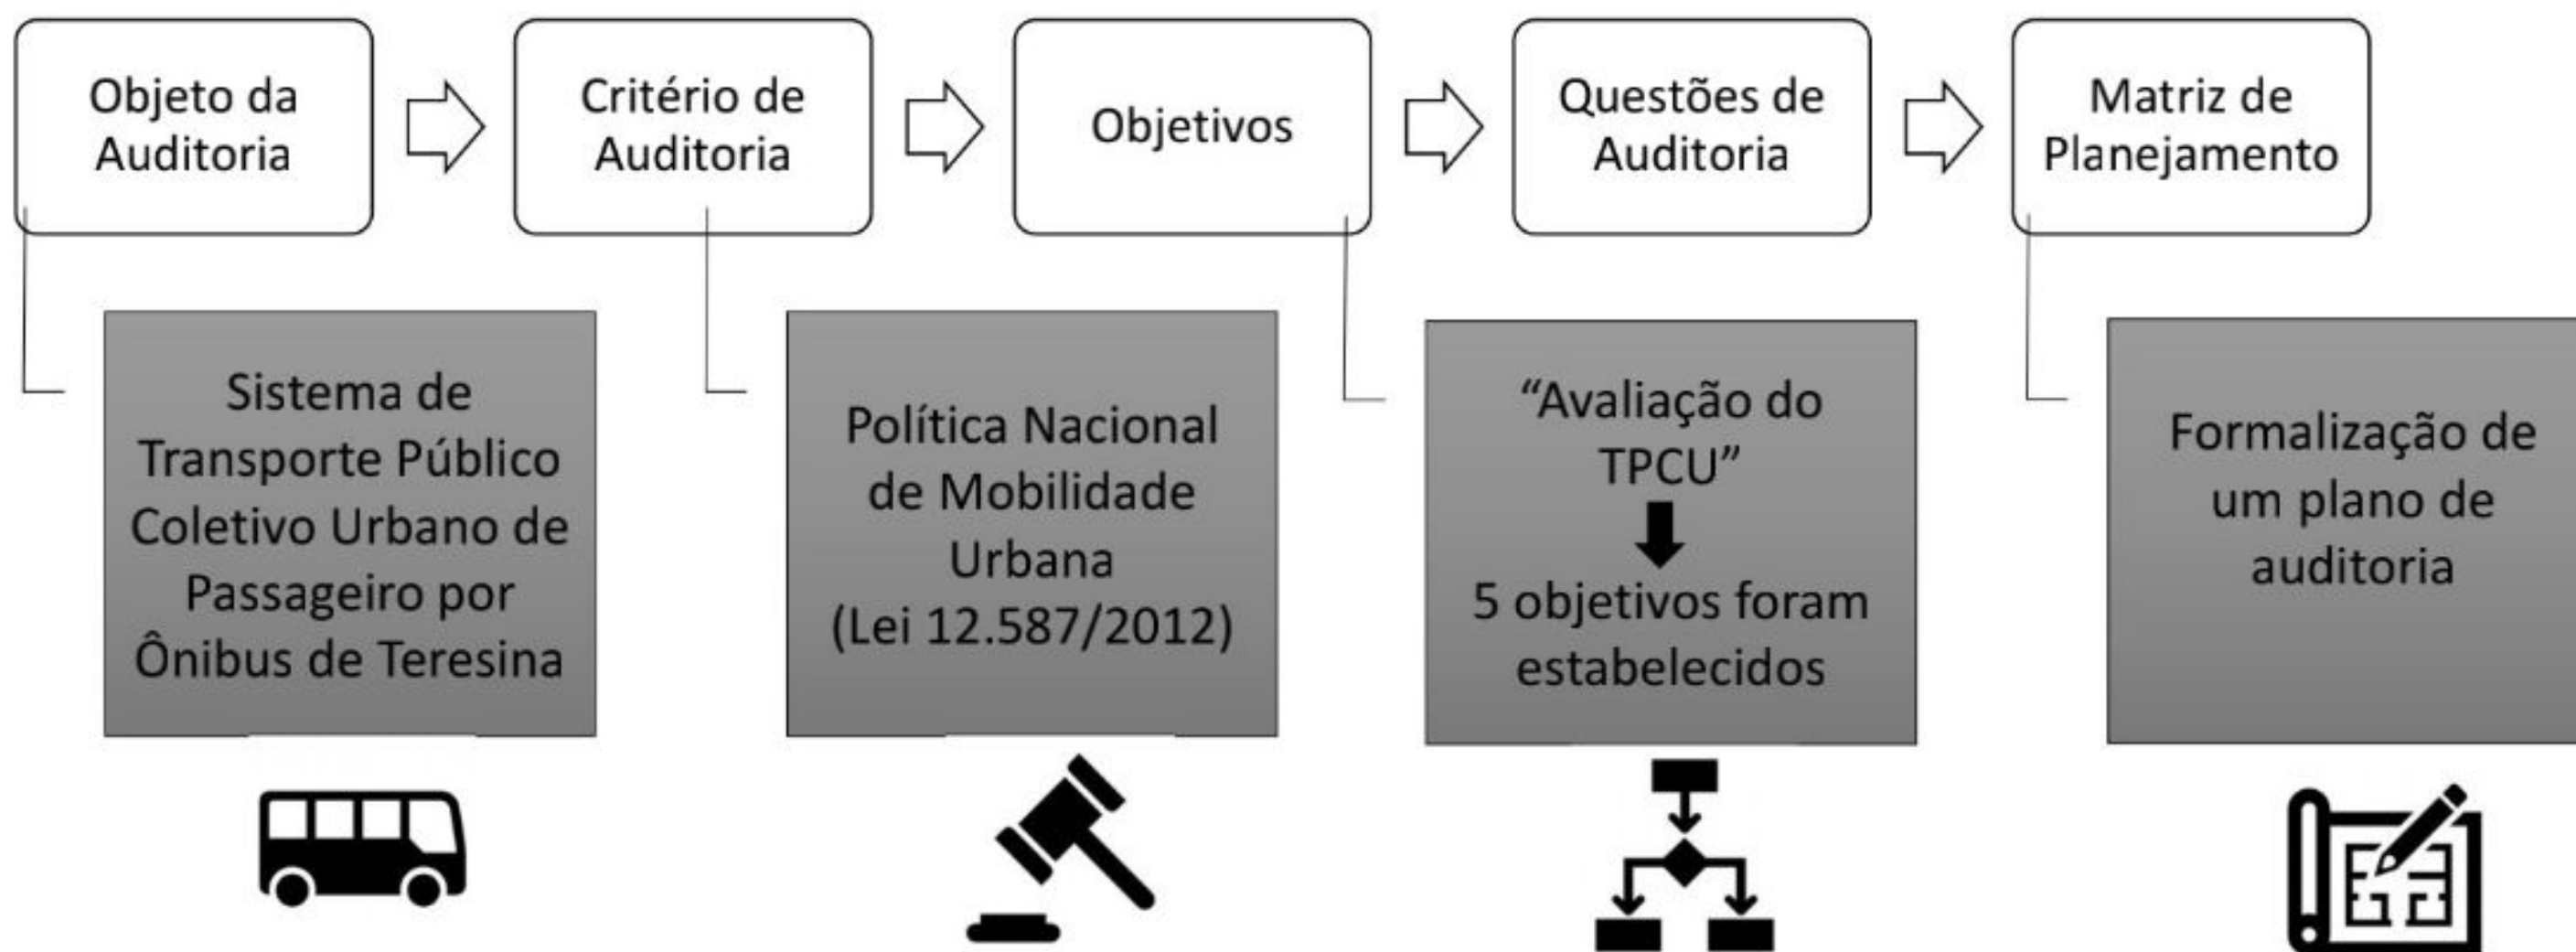 Objeto da
Auditoria
Critério de
Auditoria
Objetivos
Questões de
Auditoria
Matriz de
Planejamento
Sistema de
Transporte Público
Coletivo Urbano de
Passageiro por
Ônibus de Teresina
Política Nacional
de Mobilidade
Urbana
(Lei 12.587/2012)
“Avaliação do
TPCU”
5 objetivos foram
estabelecidos
Formalização de
um plano de
auditoria